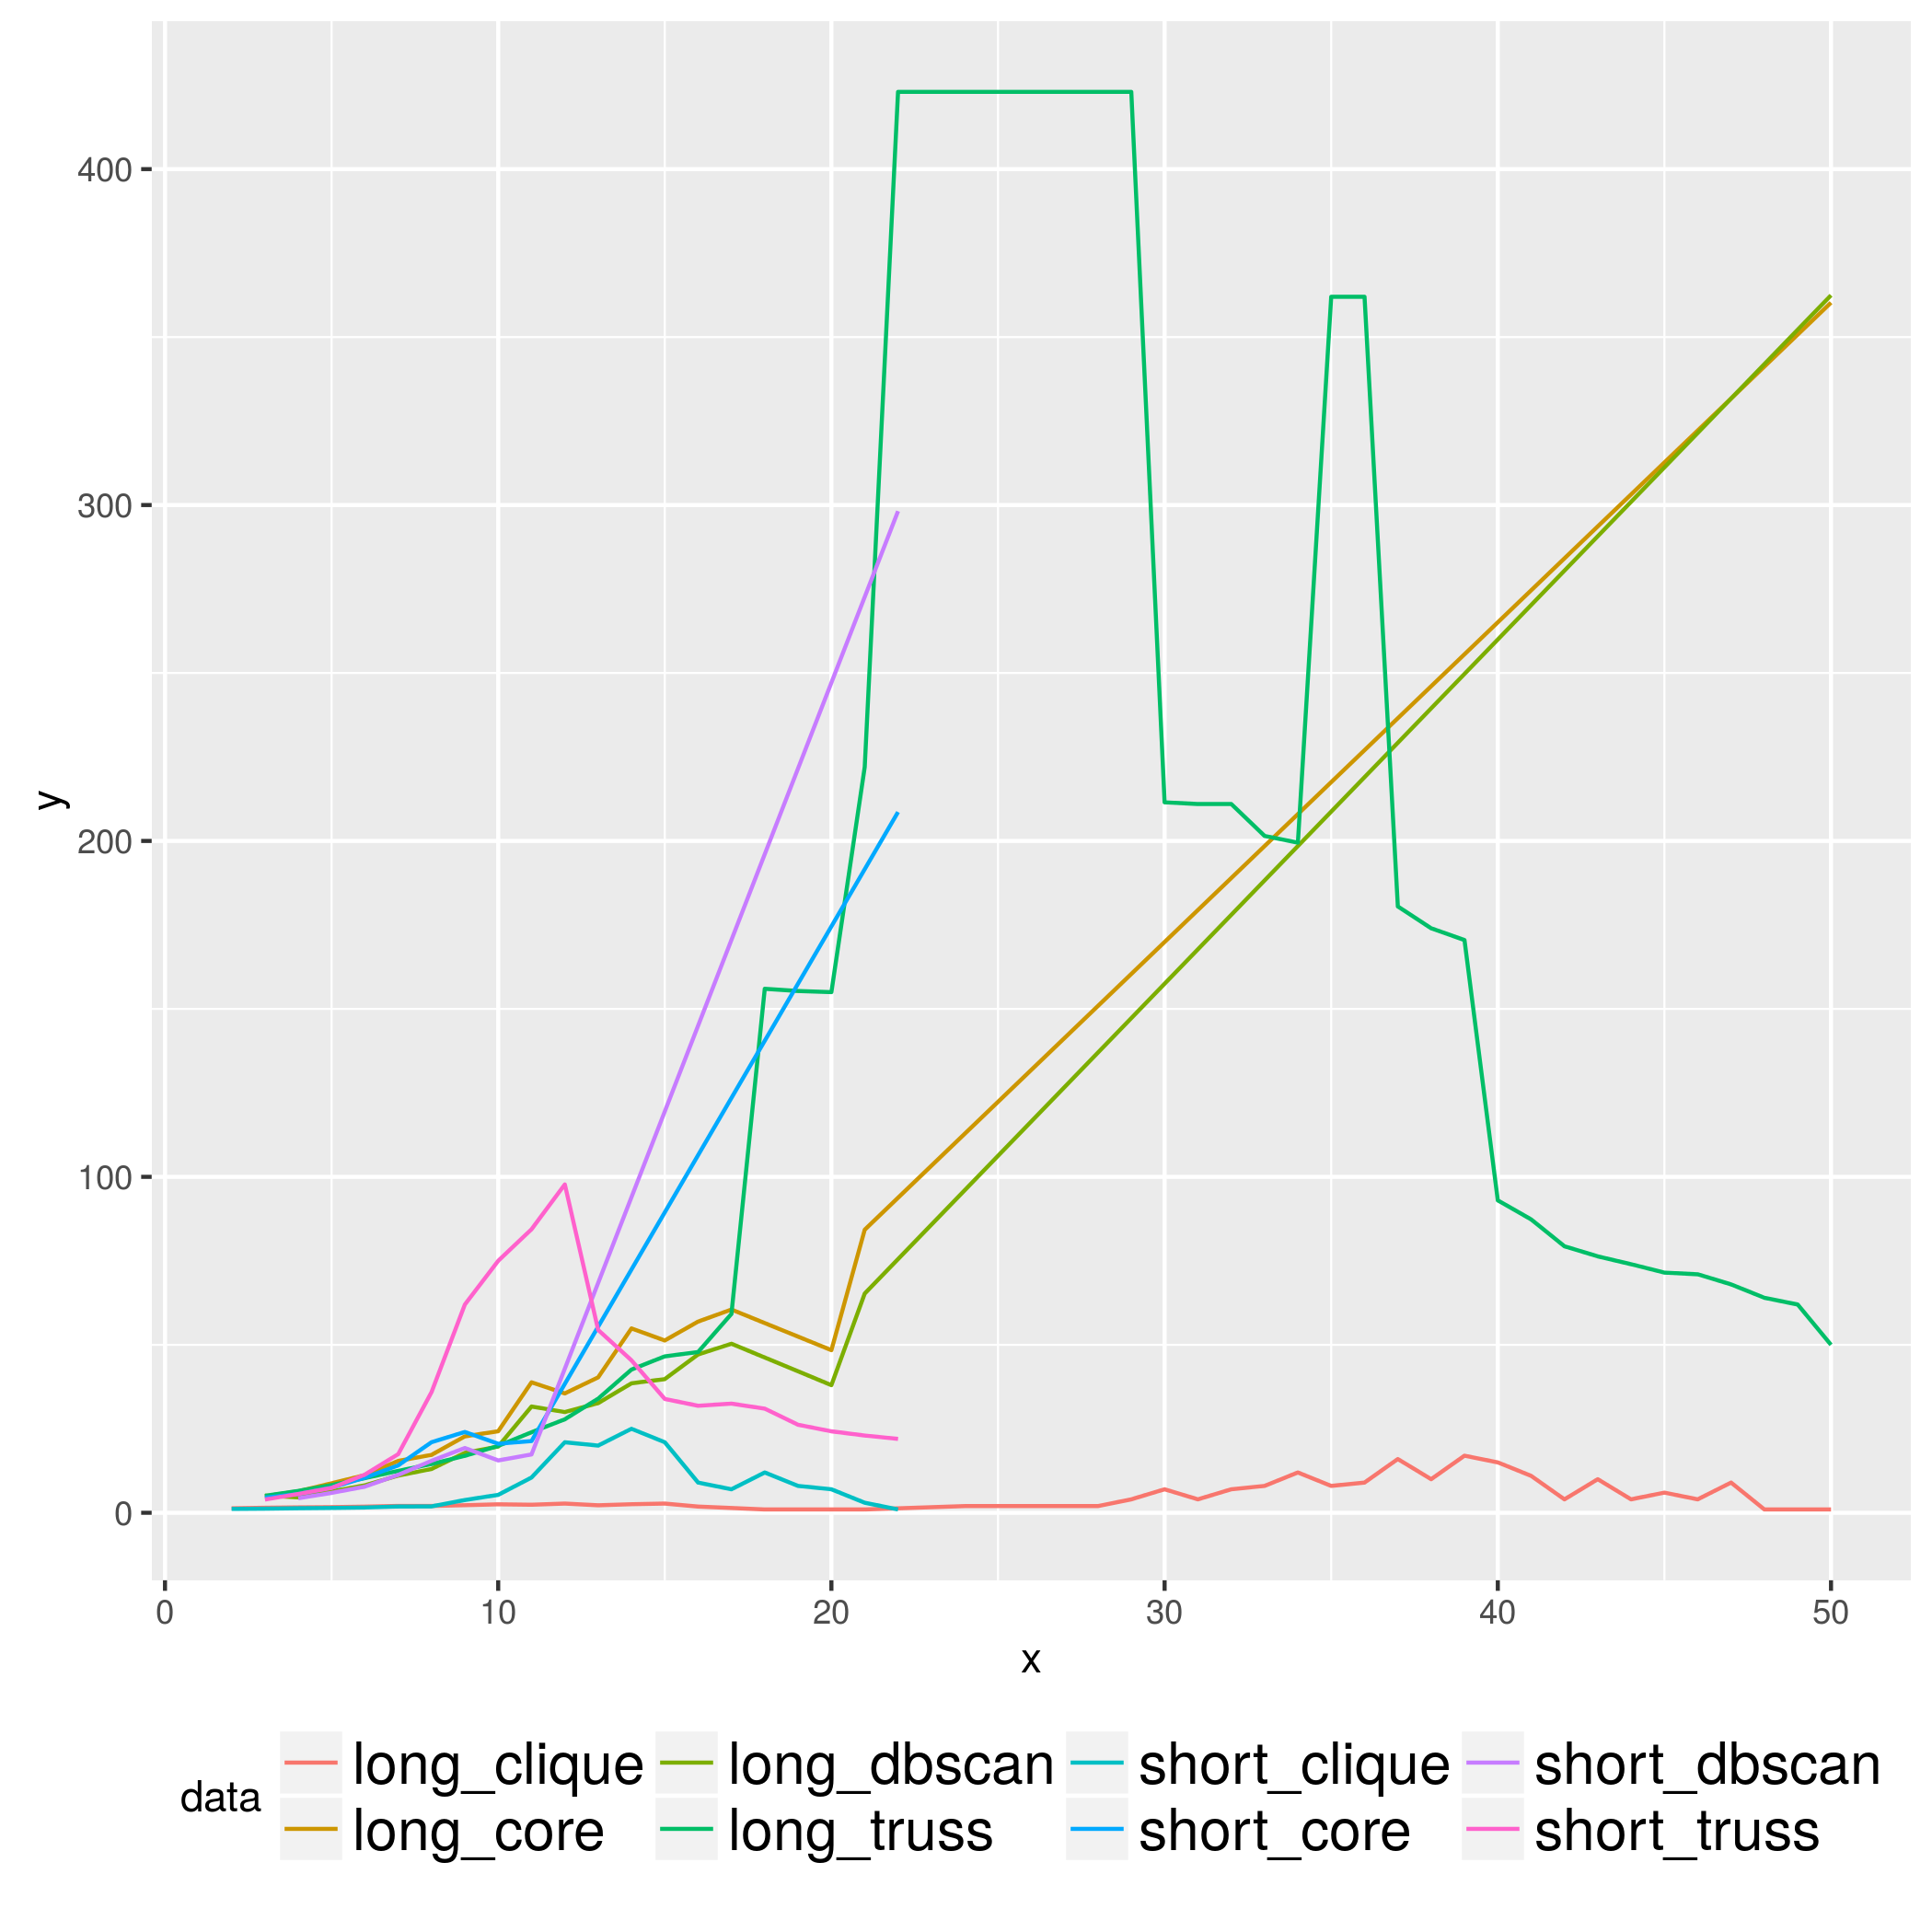 400
300
200
100
0
y
0 10 20 30 40 50
x
data
long_clique long_dbscan short_clique short_dbscan
long_core long_truss short_core short_truss